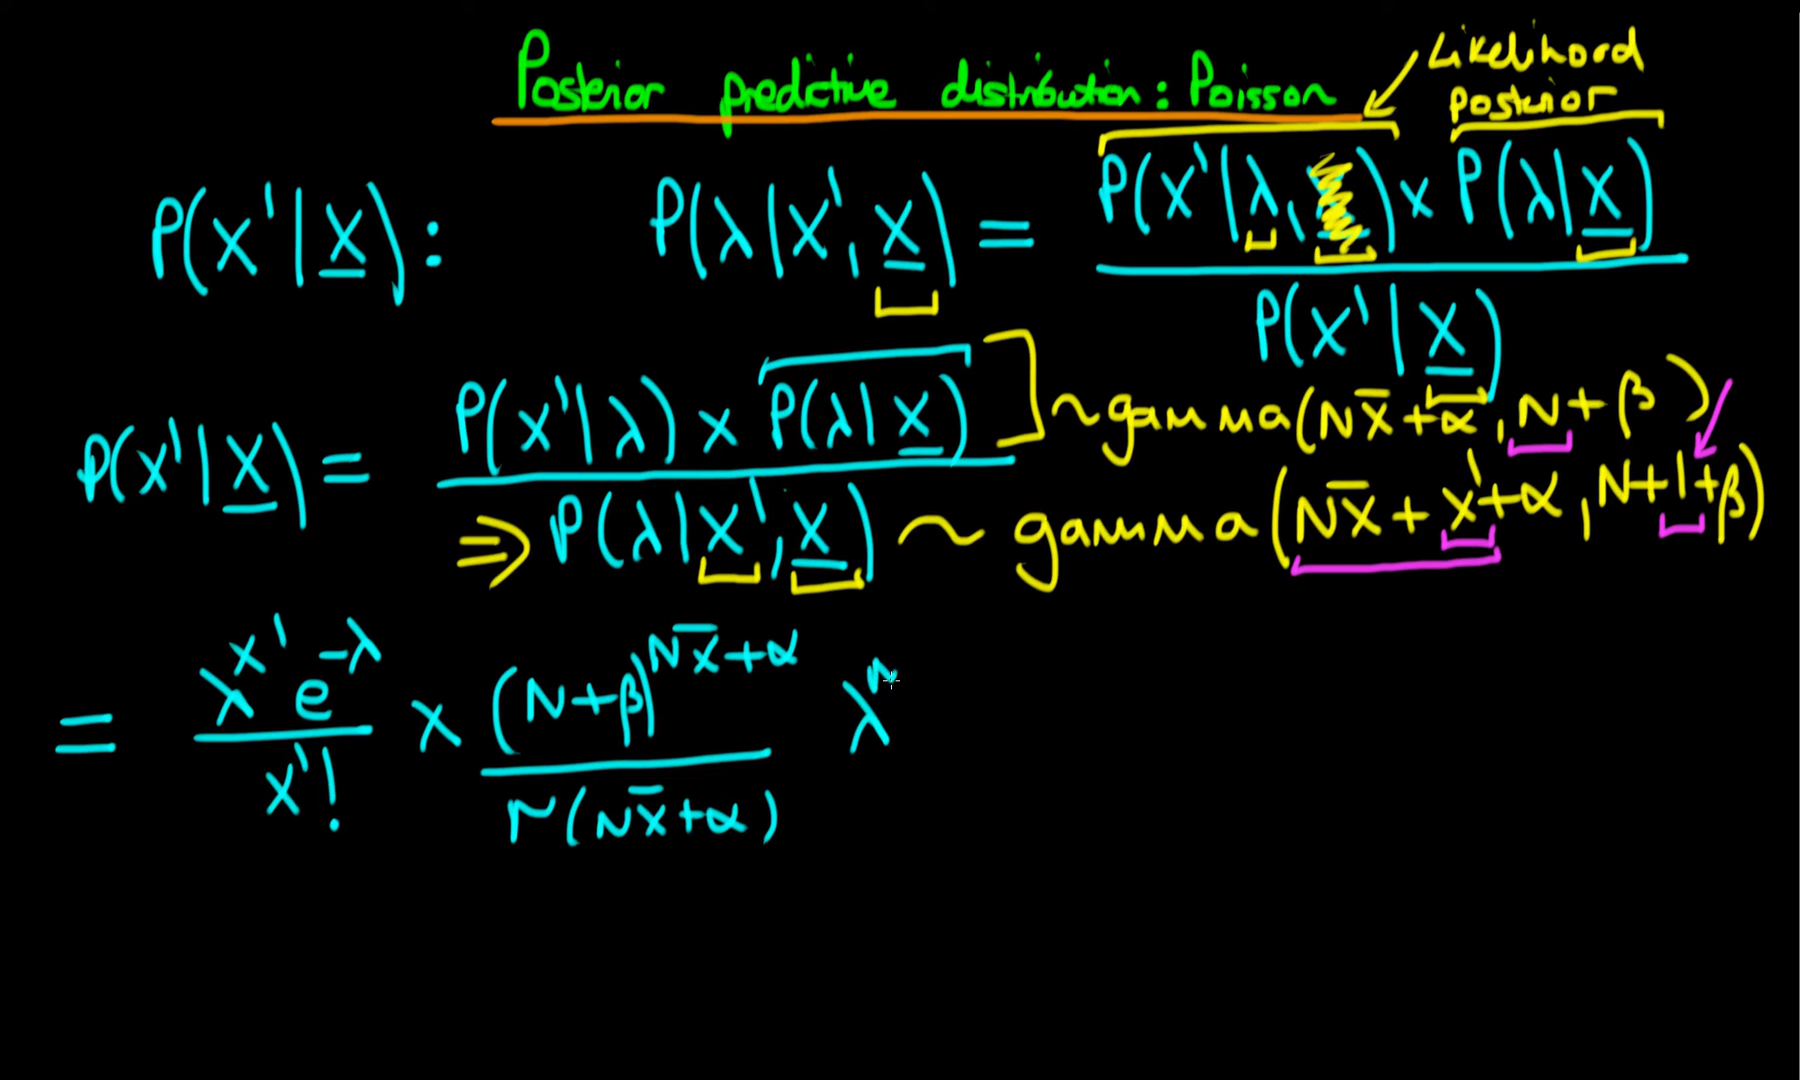 Posterior predictive distribution: Poisson
Likelihood
posterior
P(x'|x): P(λ|x', x) = P(x'|λ, ) x P(λ|x)
P(x'|x)
P(x'|x) = P(x'|λ) x P(λ|x) ~gamma(Nx̄+α, N+β)
⇒ P(λ|x', x) ~ gamma(Nx̄ + x'+α, N+1+β)
= λ^x' e^-λ / x'! x (N+β)^Nx̄+α / Γ(Nx̄+α) λ^N